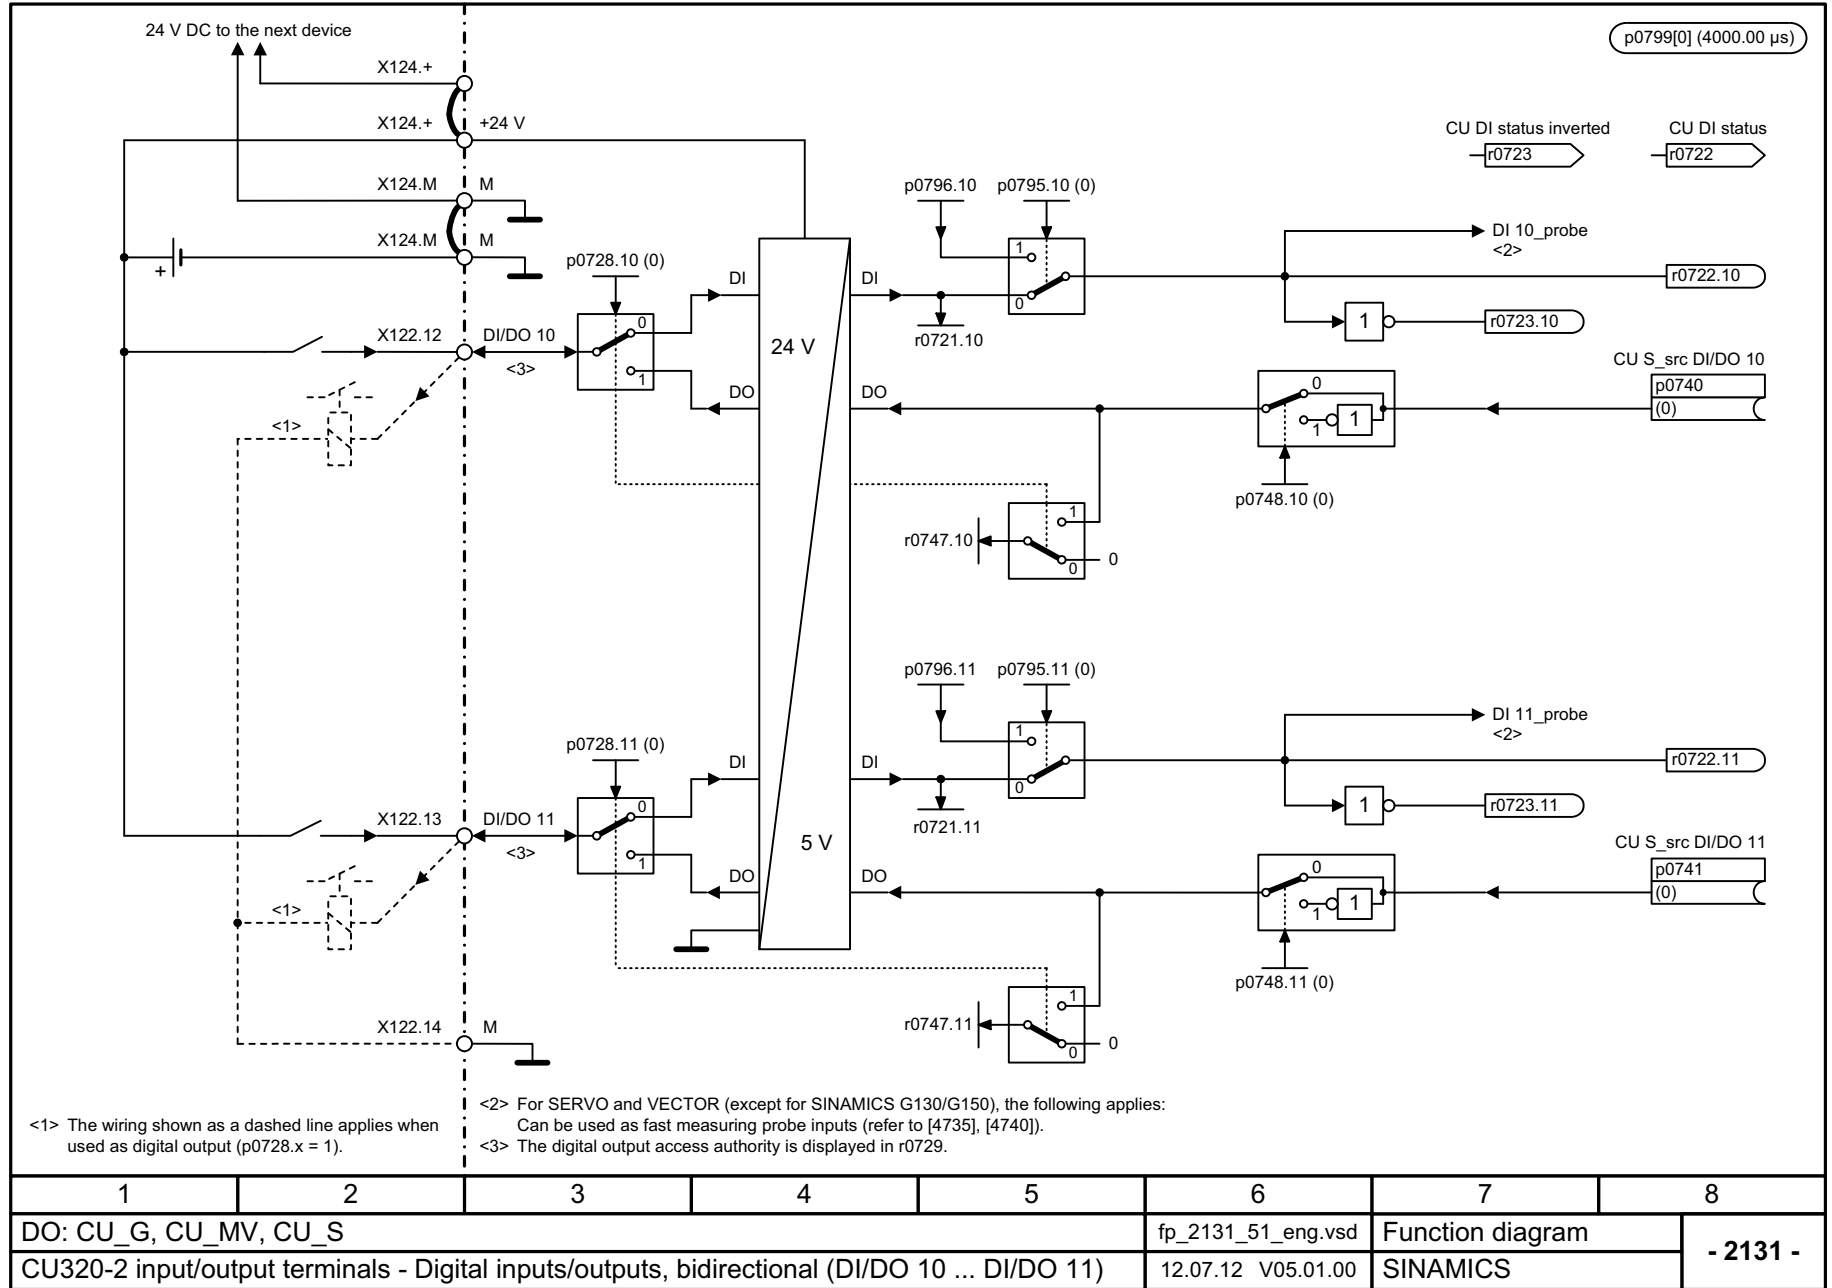 24 V DC to the next device
p0799[0] (4000.00 µs)
X124.+
X124.+
+24 V
CU DI status inverted
CU DI status
r0723
r0722
X124.M
M
p0796.10
p0795.10 (0)
X124.M
M
DI 10_probe
<2>
+
p0728.10 (0)
DI
DI
1
0
r0722.10
X122.12
DI/DO 10
<3>
0
1
24 V
r0721.10
1
r0723.10
CU S_src DI/DO 10
p0740
(0)
DO
DO
0
1
1
<1>
p0748.10 (0)
r0747.10
1
0
0
p0796.11
p0795.11 (0)
DI 11_probe
<2>
p0728.11 (0)
DI
DI
1
0
r0722.11
X122.13
DI/DO 11
<3>
0
1
5 V
r0721.11
1
r0723.11
CU S_src DI/DO 11
p0741
(0)
DO
DO
0
1
1
<1>
p0748.11 (0)
r0747.11
1
0
0
X122.14
M
<1> The wiring shown as a dashed line applies when
used as digital output (p0728.x = 1).
<2> For SERVO and VECTOR (except for SINAMICS G130/G150), the following applies:
Can be used as fast measuring probe inputs (refer to [4735], [4740]).
<3> The digital output access authority is displayed in r0729.
1 2 3 4 5 6 7 8
DO: CU_G, CU_MV, CU_S
fp_2131_51_eng.vsd
Function diagram
- 2131 -
CU320-2 input/output terminals - Digital inputs/outputs, bidirectional (DI/DO 10 ... DI/DO 11)
12.07.12 V05.01.00
SINAMICS